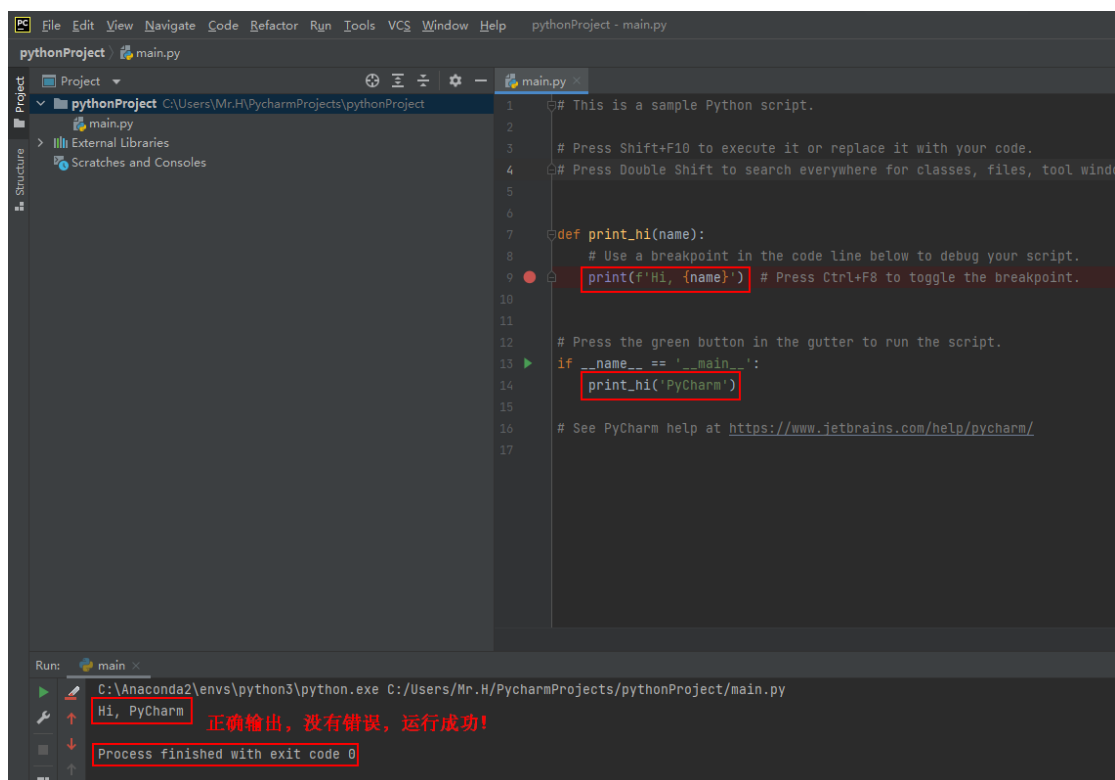 PC File Edit View Navigate Code Refactor Run Tools VCS Window Help pythonProject - main.py
pythonProject main.py
Project
main.py
Project
Structure
pythonProject C:\Users\Mr.H\PycharmProjects\pythonProject
main.py
External Libraries
Scratches and Consoles
1 # This is a sample Python script.
2
3 # Press Shift+F10 to execute it or replace it with your code.
4 # Press Double Shift to search everywhere for classes, files, tool windo
5
6
7 def print_hi(name):
8 # Use a breakpoint in the code line below to debug your script.
9 print(f'Hi, {name}') # Press Ctrl+F8 to toggle the breakpoint.
10
11
12 # Press the green button in the gutter to run the script.
13 if __name__ == '__main__':
14 print_hi('PyCharm')
15
16 # See PyCharm help at https://www.jetbrains.com/help/pycharm/
17
Run: main
C:\Anaconda2\envs\python3\python.exe C:/Users/Mr.H/PycharmProjects/pythonProject/main.py
Hi, PyCharm
正确输出，没有错误，运行成功！
Process finished with exit code 0